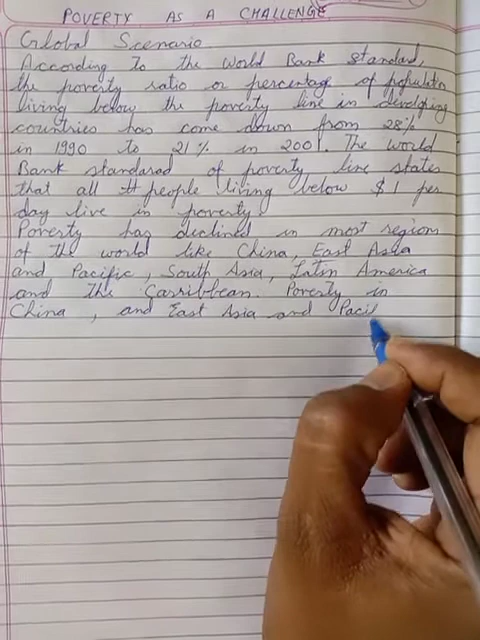 POVERTY AS A CHALLENGE
Global Scenario
According To the World Bank standard,
the poverty ratio or percentage of population
living below the poverty line in developing
countries has come down from 28%
in 1990 to 21% in 2001. The world
Bank standarad of poverty line states
that all people living below $1 per
day live in poverty.
Poverty has declined in most region
of the world like China, East Asia
and Pacific, South Asia, Latin America
and the Carribbean. Poverty in
China, and East Asia and Pacif